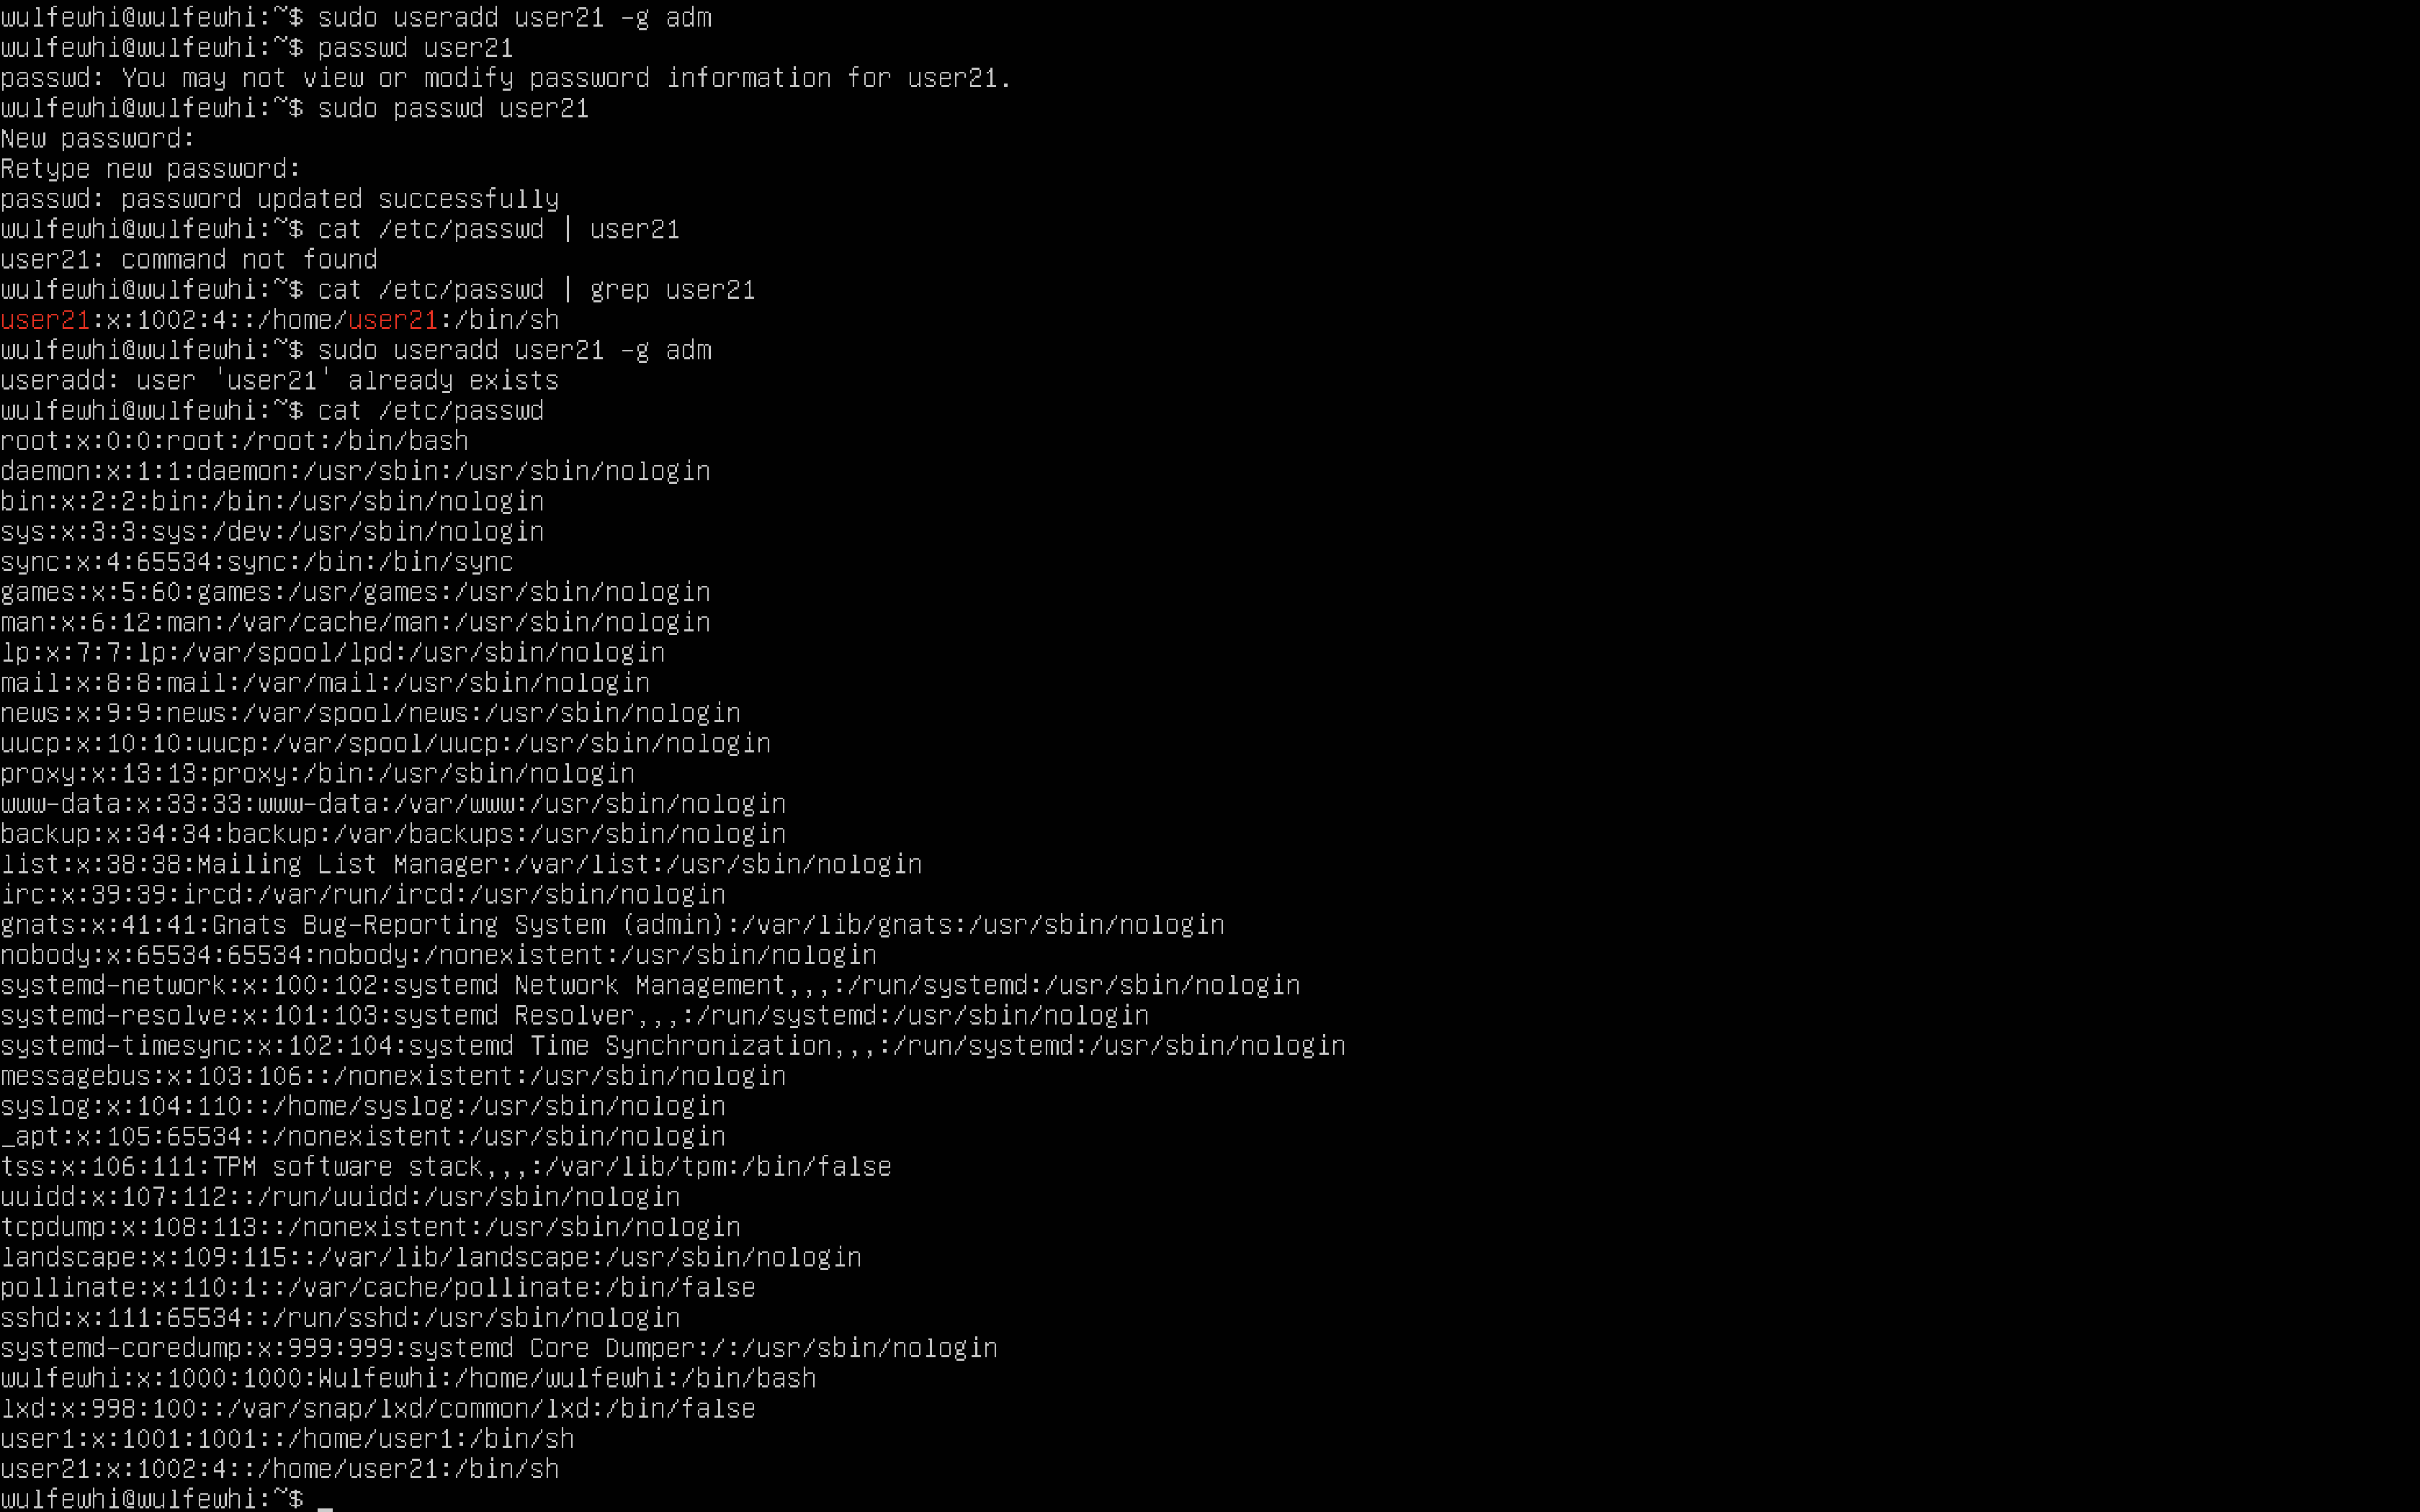 wulfewhi@wulfewhi:~$ sudo useradd user21 -g adm
wulfewhi@wulfewhi:~$ passwd user21
passwd: You may not view or modify password information for user21.
wulfewhi@wulfewhi:~$ sudo passwd user21
New password:
Retype new password:
passwd: password updated successfully
wulfewhi@wulfewhi:~$ cat /etc/passwd | user21
user21: command not found
wulfewhi@wulfewhi:~$ cat /etc/passwd | grep user21
user21:x:1002:4::/home/user21:/bin/sh
wulfewhi@wulfewhi:~$ sudo useradd user21 -g adm
useradd: user 'user21' already exists
wulfewhi@wulfewhi:~$ cat /etc/passwd
root:x:0:0:root:/root:/bin/bash
daemon:x:1:1:daemon:/usr/sbin:/usr/sbin/nologin
bin:x:2:2:bin:/bin:/usr/sbin/nologin
sys:x:3:3:sys:/dev:/usr/sbin/nologin
sync:x:4:65534:sync:/bin:/bin/sync
games:x:5:60:games:/usr/games:/usr/sbin/nologin
man:x:6:12:man:/var/cache/man:/usr/sbin/nologin
lp:x:7:7:lp:/var/spool/lpd:/usr/sbin/nologin
mail:x:8:8:mail:/var/mail:/usr/sbin/nologin
news:x:9:9:news:/var/spool/news:/usr/sbin/nologin
uucp:x:10:10:uucp:/var/spool/uucp:/usr/sbin/nologin
proxy:x:13:13:proxy:/bin:/usr/sbin/nologin
www-data:x:33:33:www-data:/var/www:/usr/sbin/nologin
backup:x:34:34:backup:/var/backups:/usr/sbin/nologin
list:x:38:38:Mailing List Manager:/var/list:/usr/sbin/nologin
irc:x:39:39:ircd:/var/run/ircd:/usr/sbin/nologin
gnats:x:41:41:Gnats Bug-Reporting System (admin):/var/lib/gnats:/usr/sbin/nologin
nobody:x:65534:65534:nobody:/nonexistent:/usr/sbin/nologin
systemd-network:x:100:102:systemd Network Management,,,:/run/systemd:/usr/sbin/nologin
systemd-resolve:x:101:103:systemd Resolver,,,:/run/systemd:/usr/sbin/nologin
systemd-timesync:x:102:104:systemd Time Synchronization,,,:/run/systemd:/usr/sbin/nologin
messagebus:x:103:106::/nonexistent:/usr/sbin/nologin
syslog:x:104:110::/home/syslog:/usr/sbin/nologin
_apt:x:105:65534::/nonexistent:/usr/sbin/nologin
tss:x:106:111:TPM software stack,,,:/var/lib/tpm:/bin/false
uuidd:x:107:112::/run/uuidd:/usr/sbin/nologin
tcpdump:x:108:113::/nonexistent:/usr/sbin/nologin
landscape:x:109:115::/var/lib/landscape:/usr/sbin/nologin
pollinate:x:110:1::/var/cache/pollinate:/bin/false
sshd:x:111:65534::/run/sshd:/usr/sbin/nologin
systemd-coredump:x:999:999:systemd Core Dumper:/:/usr/sbin/nologin
wulfewhi:x:1000:1000:Wulfewhi:/home/wulfewhi:/bin/bash
lxd:x:998:100::/var/snap/lxd/common/lxd:/bin/false
user1:x:1001:1001::/home/user1:/bin/sh
user21:x:1002:4::/home/user21:/bin/sh
wulfewhi@wulfewhi:~$ _